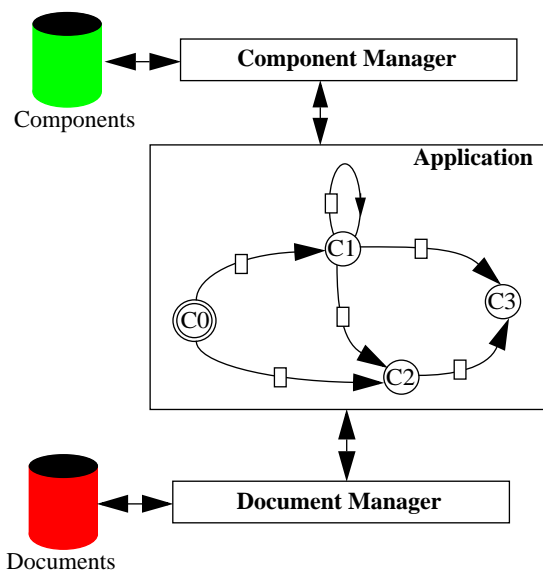 Component Manager
Components
Application
C1
C3
C0
C2
Document Manager
Documents